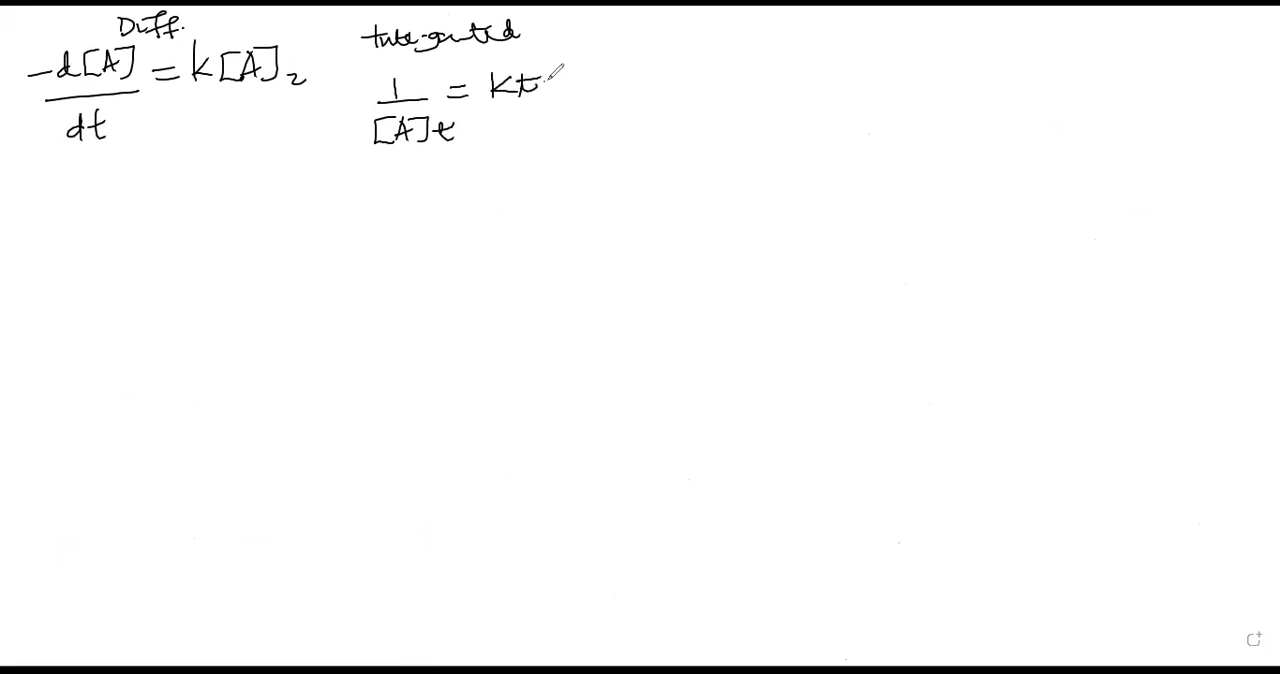 Diff.
-d[A]/dt = k[A]2
Integrated
1/[A]t = kt